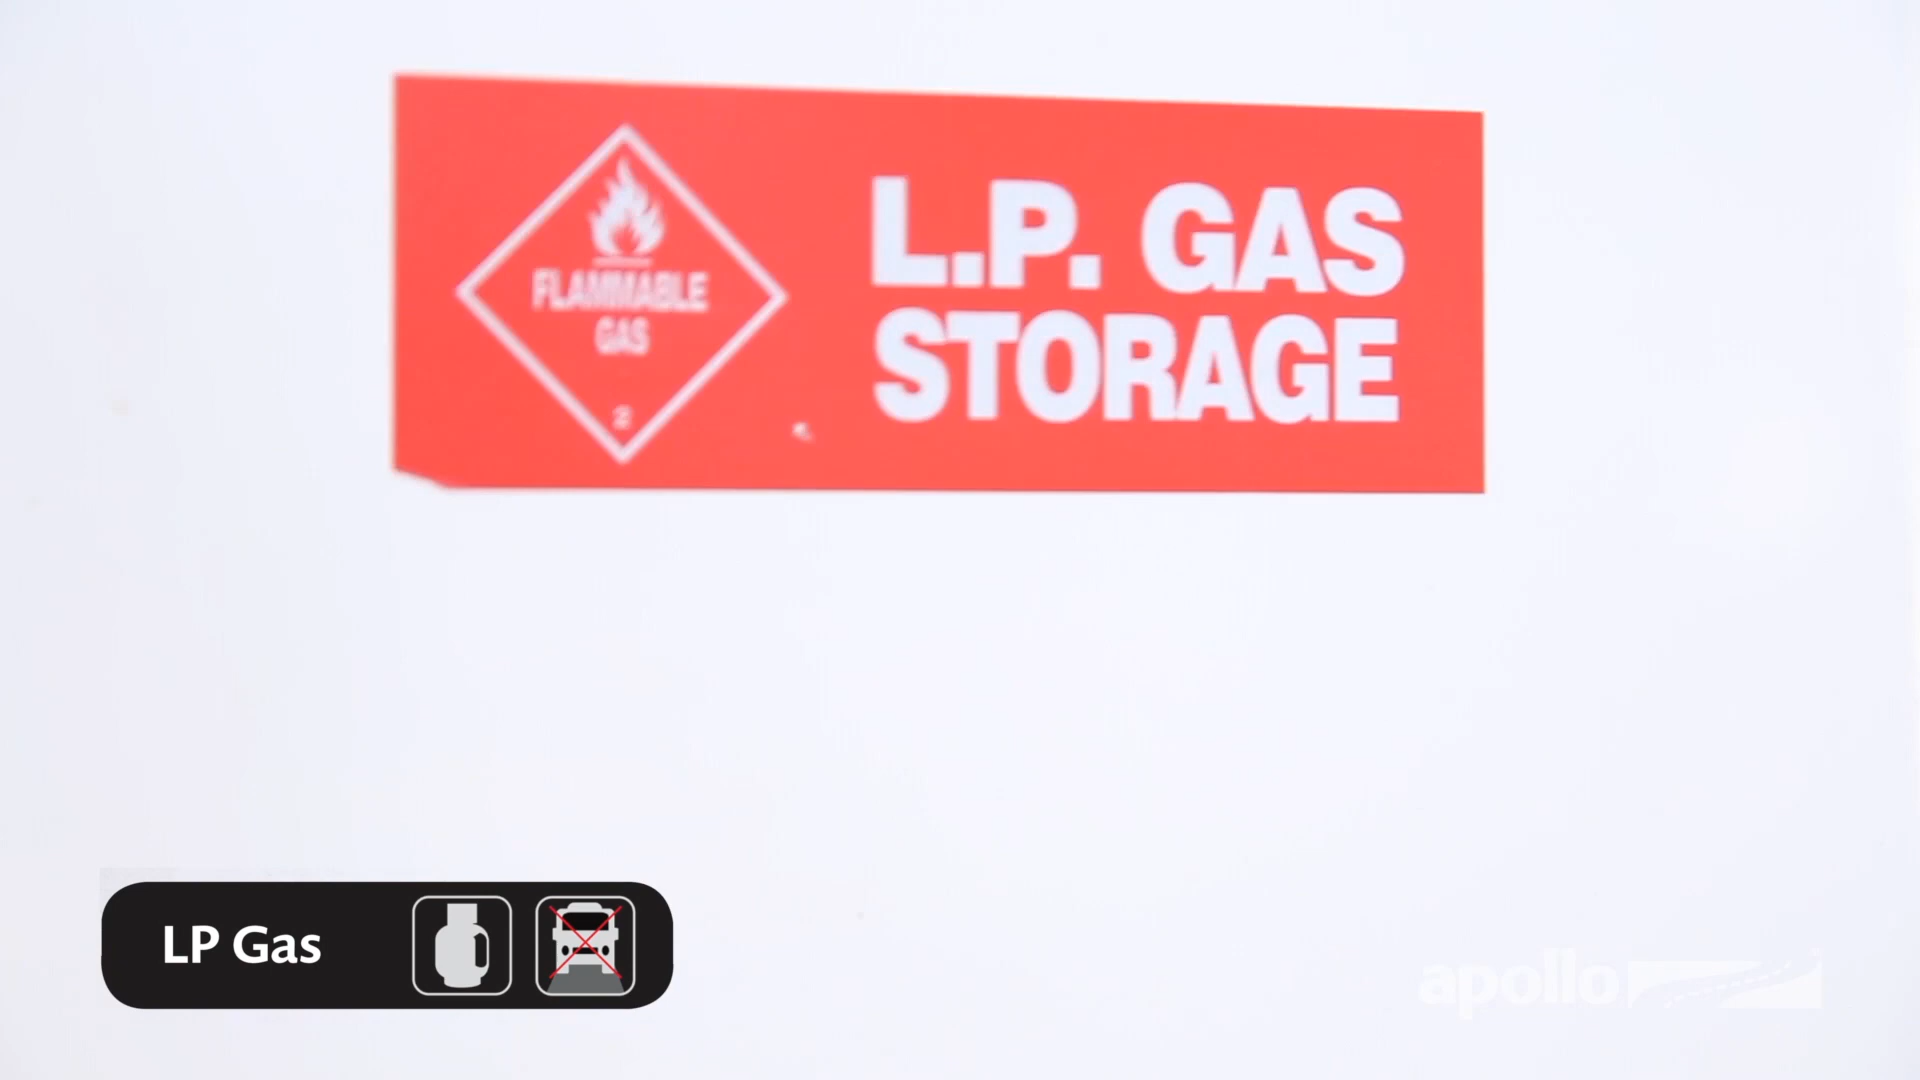 L.P. GAS
STORAGE
FLAMMABLE
GAS
2
LP Gas
apollo